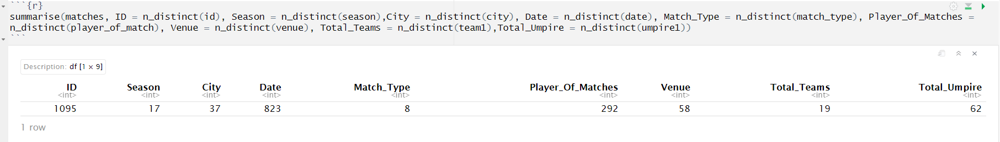 ```{r}
summarise(matches, ID = n_distinct(id), Season = n_distinct(season),City = n_distinct(city), Date = n_distinct(date), Match_Type = n_distinct(match_type), Player_Of_Matches =
n_distinct(player_of_match), Venue = n_distinct(venue), Total_Teams = n_distinct(team1),Total_Umpire = n_distinct(umpire1))
```
Description: df [1 × 9]
ID Season City Date Match_Type Player_Of_Matches Venue Total_Teams Total_Umpire
<int> <int> <int> <int> <int> <int> <int> <int> <int>
1095 17 37 823 8 292 58 19 62
1 row